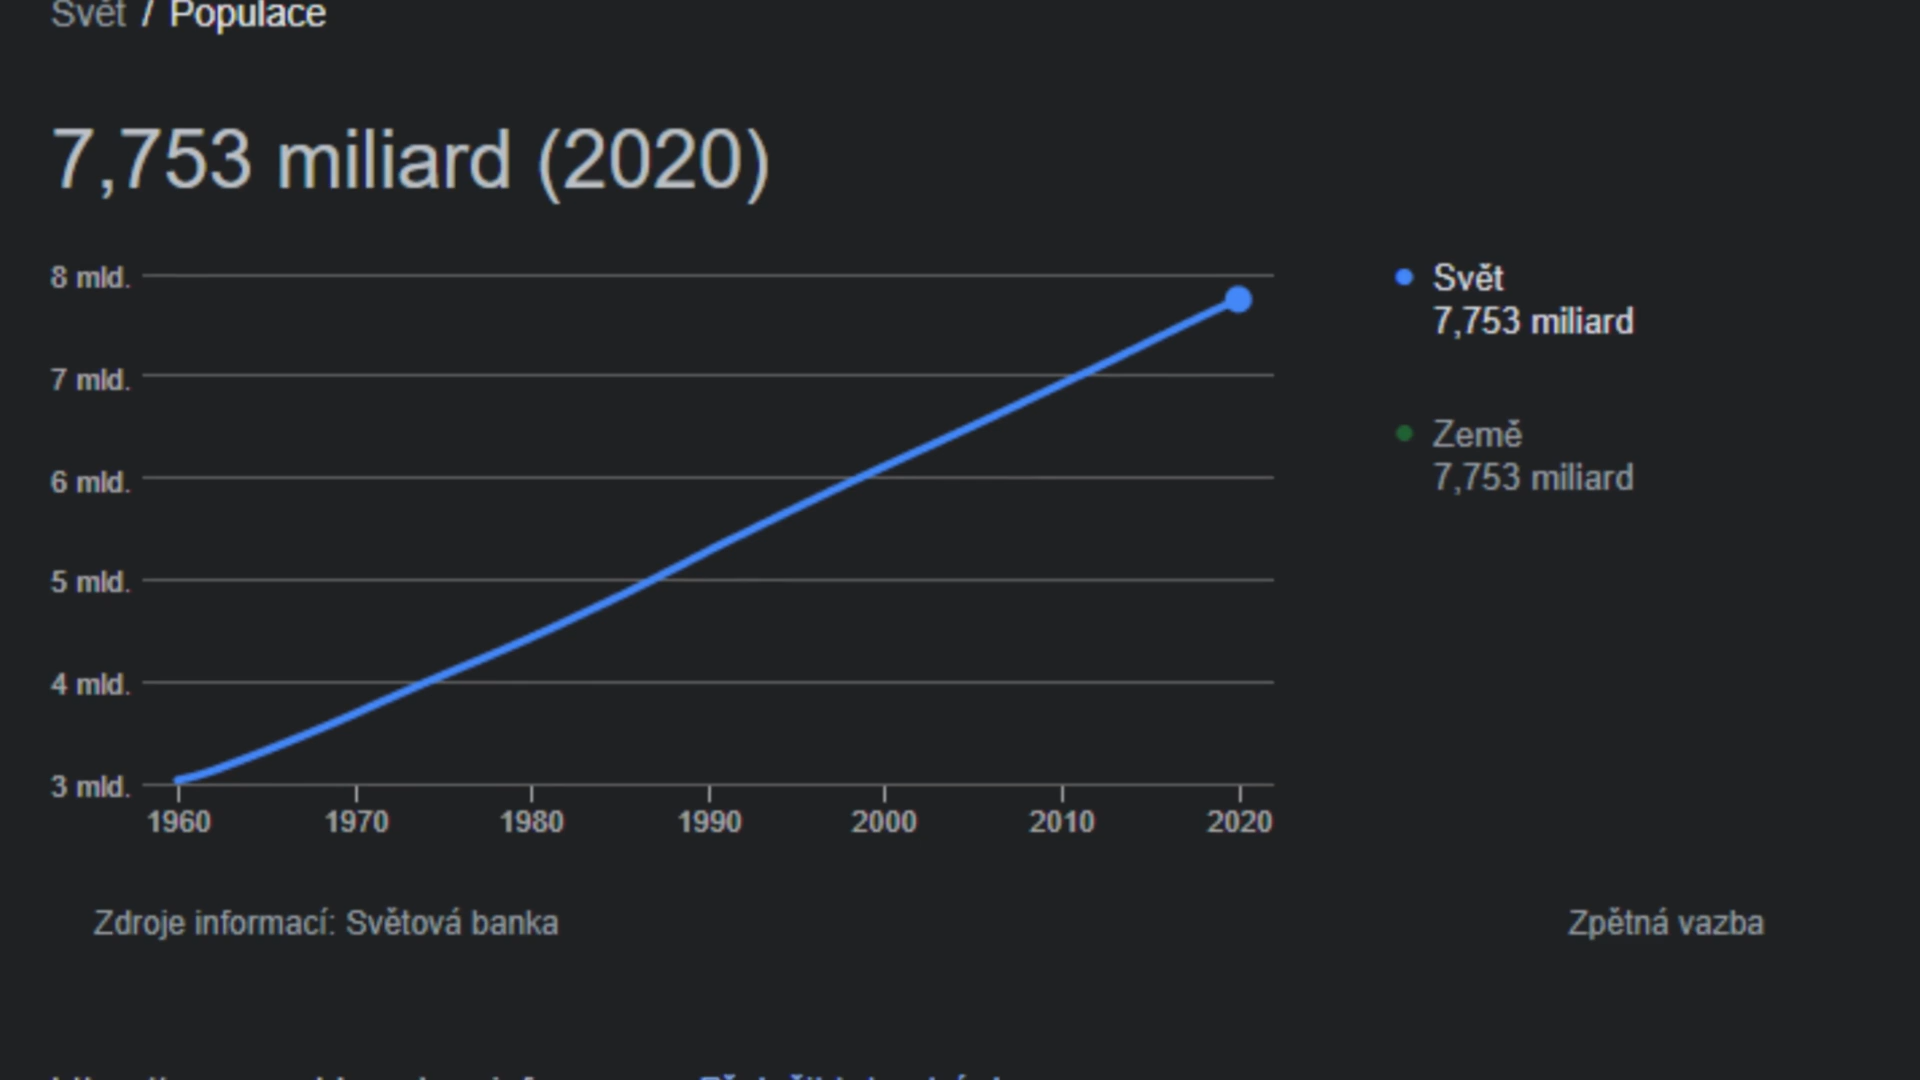 Svět / Populace
7,753 miliard (2020)
8 mld.
7 mld.
6 mld.
5 mld.
4 mld.
3 mld.
1960 1970 1980 1990 2000 2010 2020
Svět
7,753 miliard
Země
7,753 miliard
Zdroje informací: Světová banka
Zpětná vazba